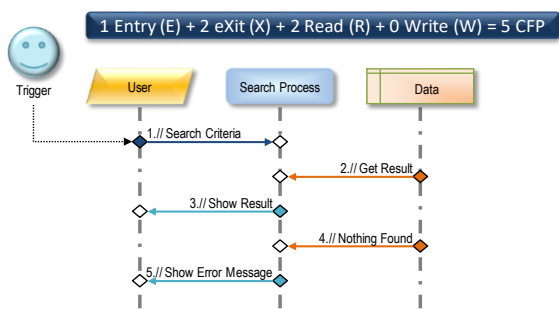 1 Entry (E) + 2 eXit (X) + 2 Read (R) + 0 Write (W) = 5 CFP
Trigger
User
Search Process
Data
1.// Search Criteria
2.// Get Result
3.// Show Result
4.// Nothing Found
5.// Show Error Message